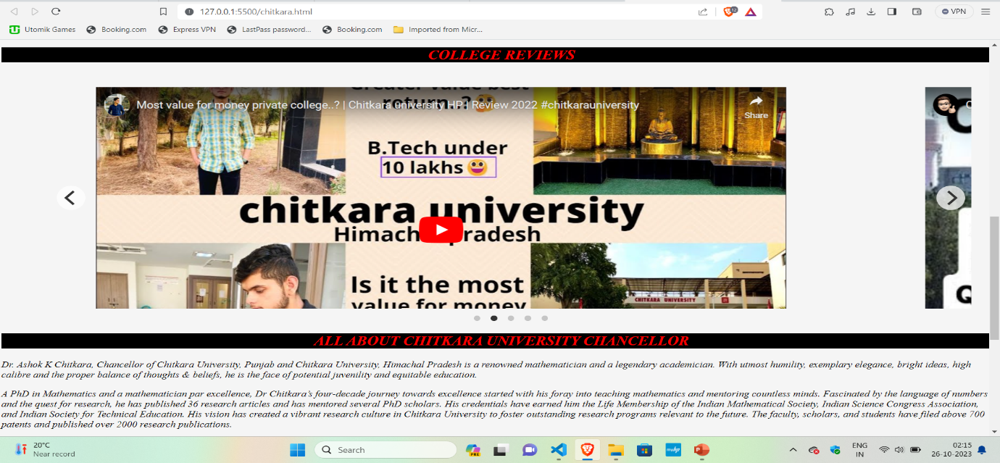 127.0.0.1:5500/chitkara.html
12
VPN
Utomik Games
Booking.com
Express VPN
LastPass password...
Booking.com
Imported from Micr...
COLLEGE REVIEWS
Greater value best
return..?
Most value for money private college..? | Chitkara university HP | Review 2022 #chitkarauniversity
Share
B.Tech under
10 lakhs
chitkara university
Is it the most
value for money
CHITKARA UNIVERSITY
ALL ABOUT CHITKARA UNIVERSITY CHANCELLOR
Dr. Ashok K Chitkara, Chancellor of Chitkara University, Punjab and Chitkara University, Himachal Pradesh is a renowned mathematician and a legendary academician. With utmost humility, exemplary elegance, bright ideas, high
calibre and the proper balance of thoughts & beliefs, he is the face of potential juvenility and equitable education.
A PhD in Mathematics and a mathematician par excellence, Dr Chitkara's four-decade journey towards excellence started with his foray into teaching mathematics and mentoring countless minds. Fascinated by the language of numbers
and the quest for research, he has published 36 research articles and has mentored several PhD scholars. His credentials have earned him the Life Membership of the Indian Mathematical Society, Indian Science Congress Association,
and Indian Society for Technical Education. His vision has created a vibrant research culture in Chitkara University to foster outstanding research programs relevant to the future. The faculty, scholars, and students have filed above 700
patents and published over 2000 research publications.
20°C
Near record
Search
PRE
mydp
ENG
IN
02:15
26-10-2023